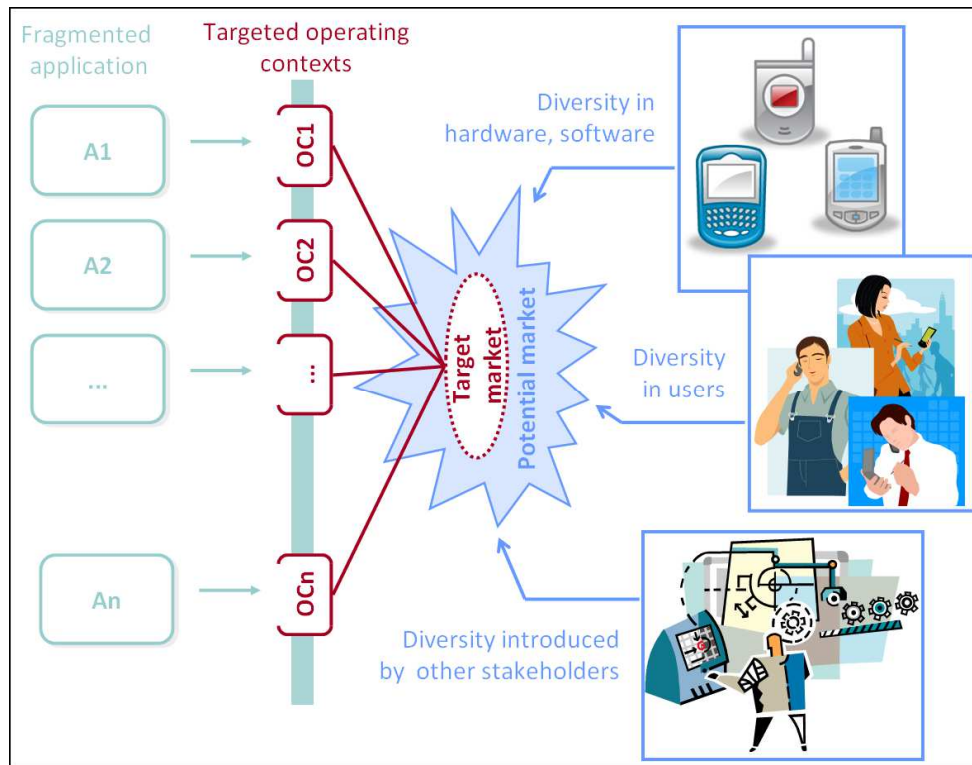 Fragmented
application
Targeted operating
contexts
A1
OC1
A2
OC2
...
...
An
OCn
Target
market
Potential market
Diversity in
hardware, software
Diversity
in users
Diversity introduced
by other stakeholders
G